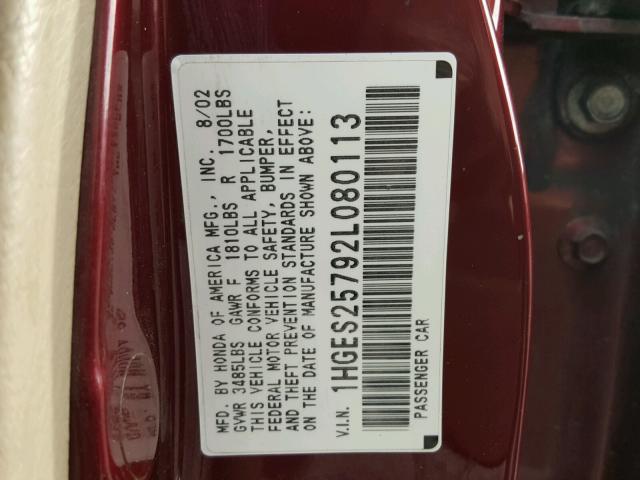 MFD. BY HONDA OF AMERICA MFG., INC. 8/02
GVWR 3485LBS GAWR F 1810LBS R 1700LBS
THIS VEHICLE CONFORMS TO ALL APPLICABLE
FEDERAL MOTOR VEHICLE SAFETY, BUMPER,
AND THEFT PREVENTION STANDARDS IN EFFECT
ON THE DATE OF MANUFACTURE SHOWN ABOVE:
V.I.N. 1HGES25792L080113
PASSENGER CAR